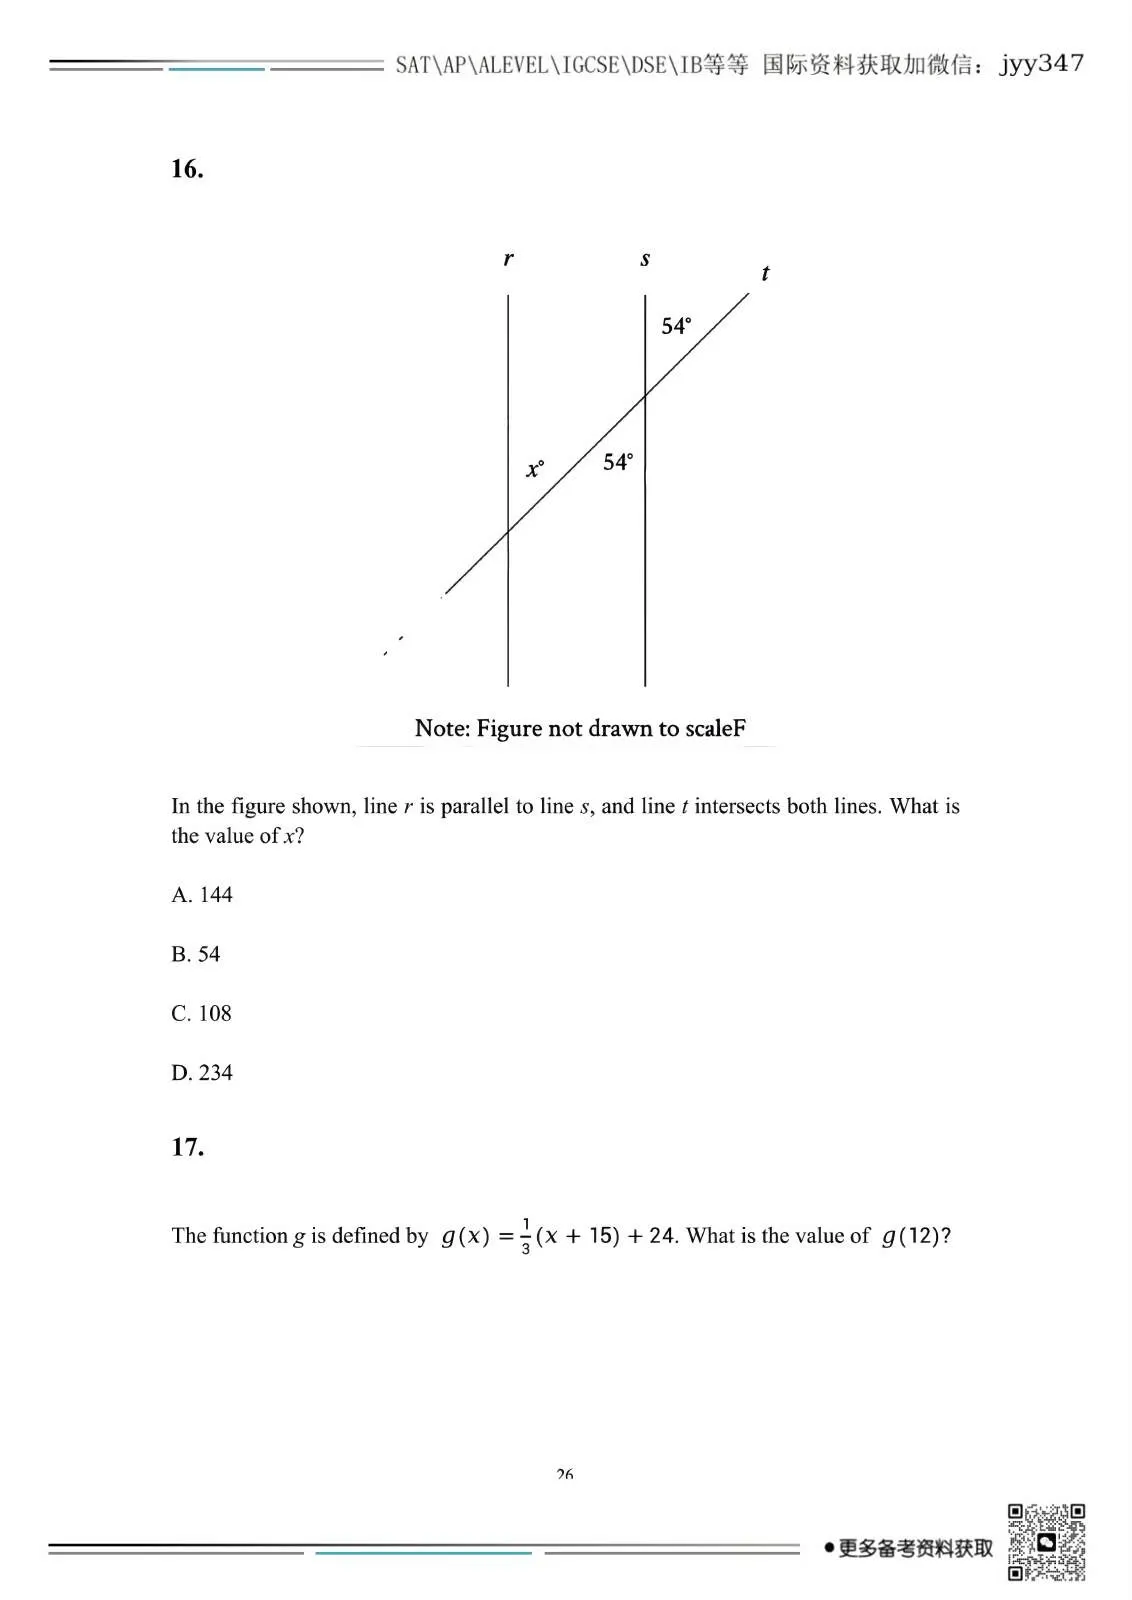 SAT\AP\ALEVEL\IGCSE\DSE\IB等等 国际资料获取加微信: jyy347
16.
r s t
54°
x° 54°
Note: Figure not drawn to scaleF
In the figure shown, line r is parallel to line s, and line t intersects both lines. What is
the value of x?
A. 144
B. 54
C. 108
D. 234
17.
The function g is defined by g(x) = 1/3 (x + 15) + 24. What is the value of g(12)?
26
•更多备考资料获取